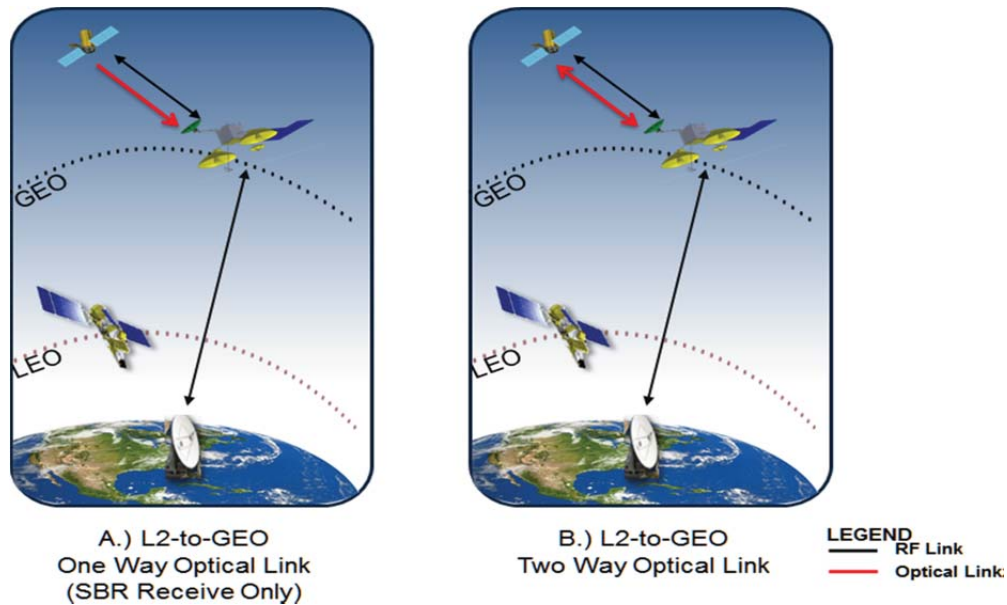 GEO
LEO
GEO
LEO
A.) L2-to-GEO
One Way Optical Link
(SBR Receive Only)
B.) L2-to-GEO
Two Way Optical Link
LEGEND
RF Link
Optical Link